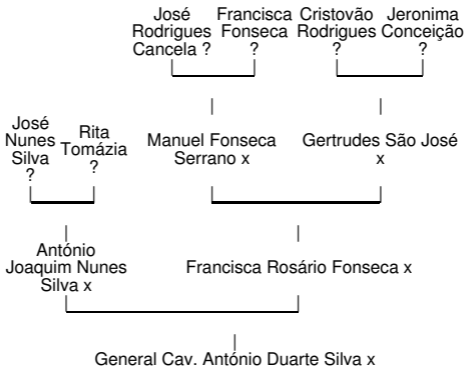 José
Rodrigues
Cancela ?
Francisca
Fonseca
?
Cristovão
Rodrigues
?
Jeronima
Conceição
?
José
Nunes
Silva
?
Rita
Tomázia
?
Manuel Fonseca
Serrano x
Gertrudes São José
x
António
Joaquim Nunes
Silva x
Francisca Rosário Fonseca x
General Cav. António Duarte Silva x